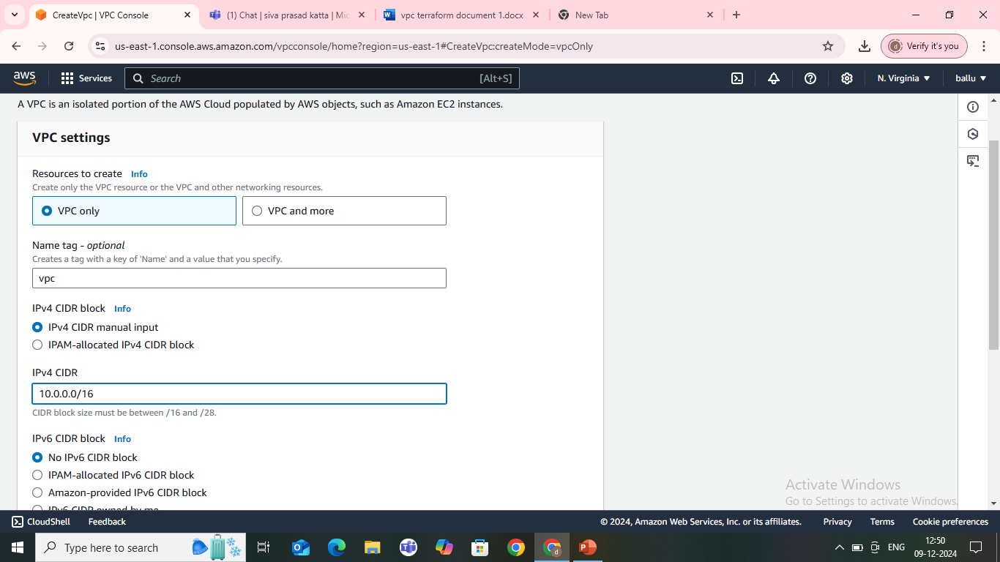 CreateVpc | VPC Console
(1) Chat | siva prasad katta | Mic
vpc terraform document 1.docx
New Tab
us-east-1.console.aws.amazon.com/vpcconsole/home?region=us-east-1#CreateVpc:createMode=vpcOnly
d
Verify it's you
aws
Services
Search
[Alt+S]
N. Virginia
ballu
A VPC is an isolated portion of the AWS Cloud populated by AWS objects, such as Amazon EC2 instances.
VPC settings
Resources to create Info
Create only the VPC resource or the VPC and other networking resources.
VPC only
VPC and more
Name tag - optional
Creates a tag with a key of 'Name' and a value that you specify.
vpc
IPv4 CIDR block Info
IPv4 CIDR manual input
IPAM-allocated IPv4 CIDR block
IPv4 CIDR
10.0.0.0/16
CIDR block size must be between /16 and /28.
IPv6 CIDR block Info
No IPv6 CIDR block
IPAM-allocated IPv6 CIDR block
Amazon-provided IPv6 CIDR block
IPv6 CIDR owned by me
Activate Windows
Go to Settings to activate Windows.
CloudShell
Feedback
© 2024, Amazon Web Services, Inc. or its affiliates.
Privacy
Terms
Cookie preferences
Type here to search
ENG
12:50
09-12-2024